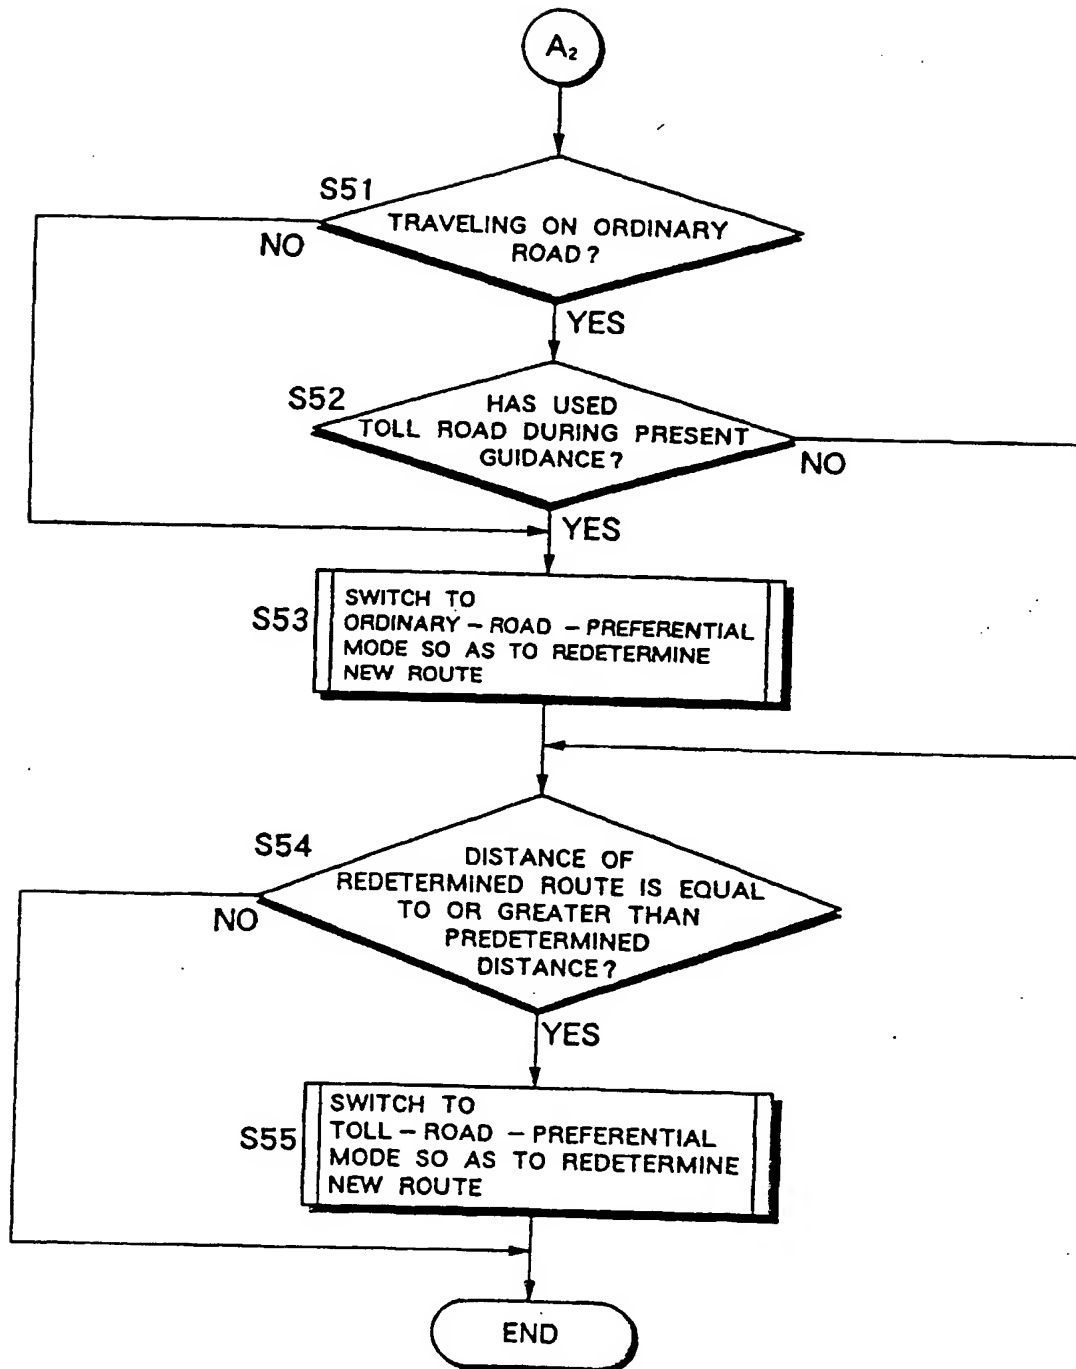 A₂
S51
TRAVELING ON ORDINARY
ROAD?
NO
YES
S52
HAS USED
TOLL ROAD DURING PRESENT
GUIDANCE?
NO
YES
S53
SWITCH TO
ORDINARY-ROAD-PREFERENTIAL
MODE SO AS TO REDETERMINE
NEW ROUTE
S54
DISTANCE OF
REDETERMINED ROUTE IS EQUAL
TO OR GREATER THAN
PREDETERMINED
DISTANCE?
NO
YES
S55
SWITCH TO
TOLL-ROAD-PREFERENTIAL
MODE SO AS TO REDETERMINE
NEW ROUTE
END